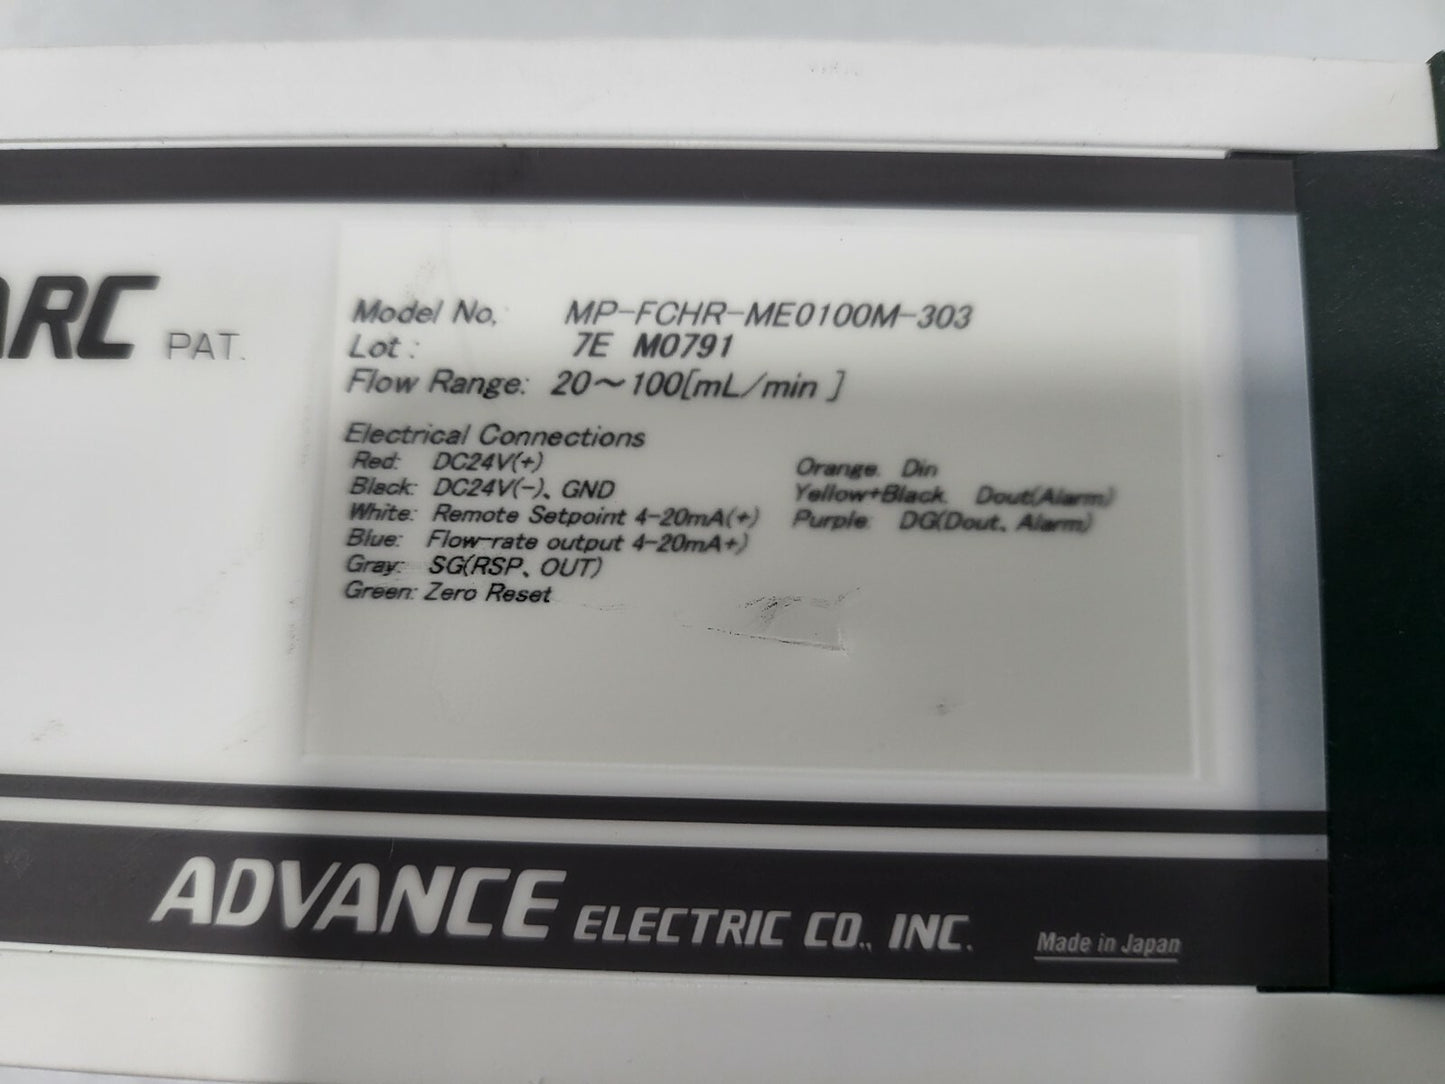 ARC PAT.
Model No. MP-FCHR-ME0100M-303
Lot : 7E M0791
Flow Range: 20～100[mL/min ]
Electrical Connections
Red: DC24V(+)
Black: DC24V(-)、GND
White: Remote Setpoint 4-20mA(+)
Blue: Flow-rate output 4-20mA+)
Gray: SG(RSP、OUT)
Green: Zero Reset
Orange. Din
Yellow+Black. Dout(Alarm)
Purple: DG(Dout、Alarm)
ADVANCE ELECTRIC CO., INC.
Made in Japan